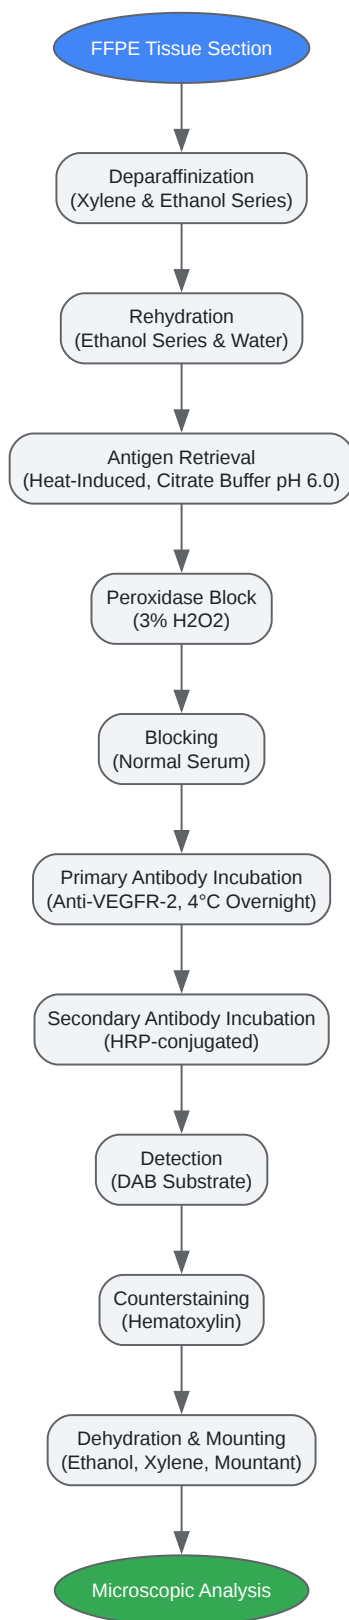 FFPE Tissue Section
Deparaffinization
(Xylene & Ethanol Series)
Rehydration
(Ethanol Series & Water)
Antigen Retrieval
(Heat-Induced, Citrate Buffer pH 6.0)
Peroxidase Block
(3% H2O2)
Blocking
(Normal Serum)
Primary Antibody Incubation
(Anti-VEGFR-2, 4°C Overnight)
Secondary Antibody Incubation
(HRP-conjugated)
Detection
(DAB Substrate)
Counterstaining
(Hematoxylin)
Dehydration & Mounting
(Ethanol, Xylene, Mountant)
Microscopic Analysis